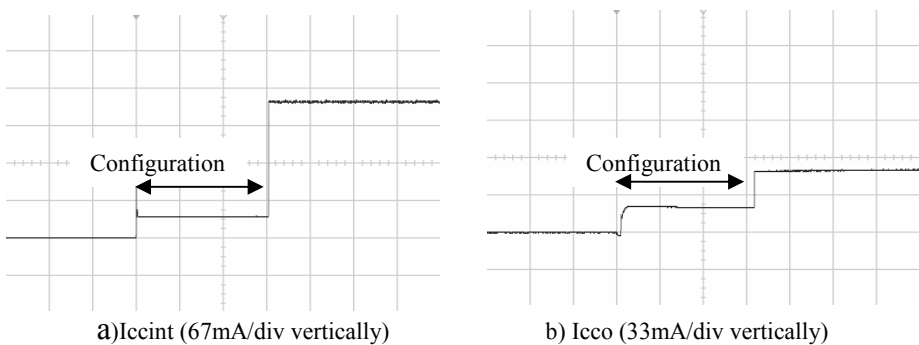 Configuration
Configuration
a)Iccint (67mA/div vertically)
b) Icco (33mA/div vertically)